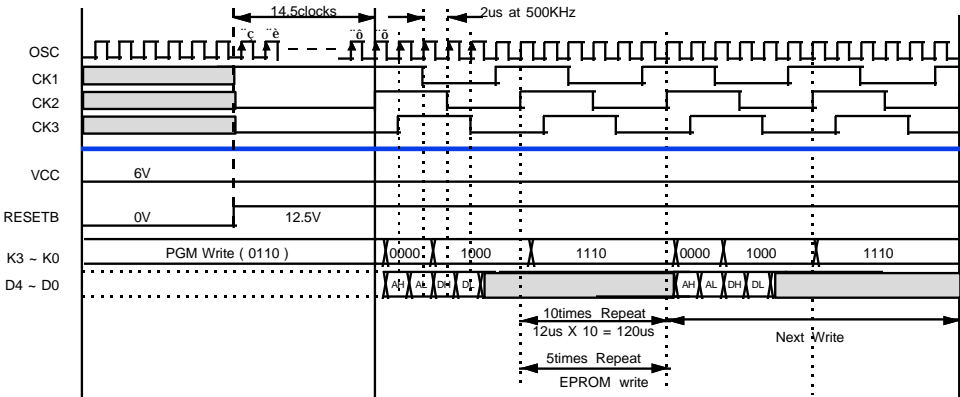 14.5clocks 2us at 500KHz
¨ç ¨è ¨ô ¨õ
OSC
CK1
CK2
CK3
VCC 6V
RESETB 0V 12.5V
K3 ~ K0 PGM Write ( 0110 ) 0000 1000 1110 0000 1000 1110
D4 ~ D0 AH AL DH DL AH AL DH DL
10times Repeat
12us X 10 = 120us
Next Write
5times Repeat
EPROM write